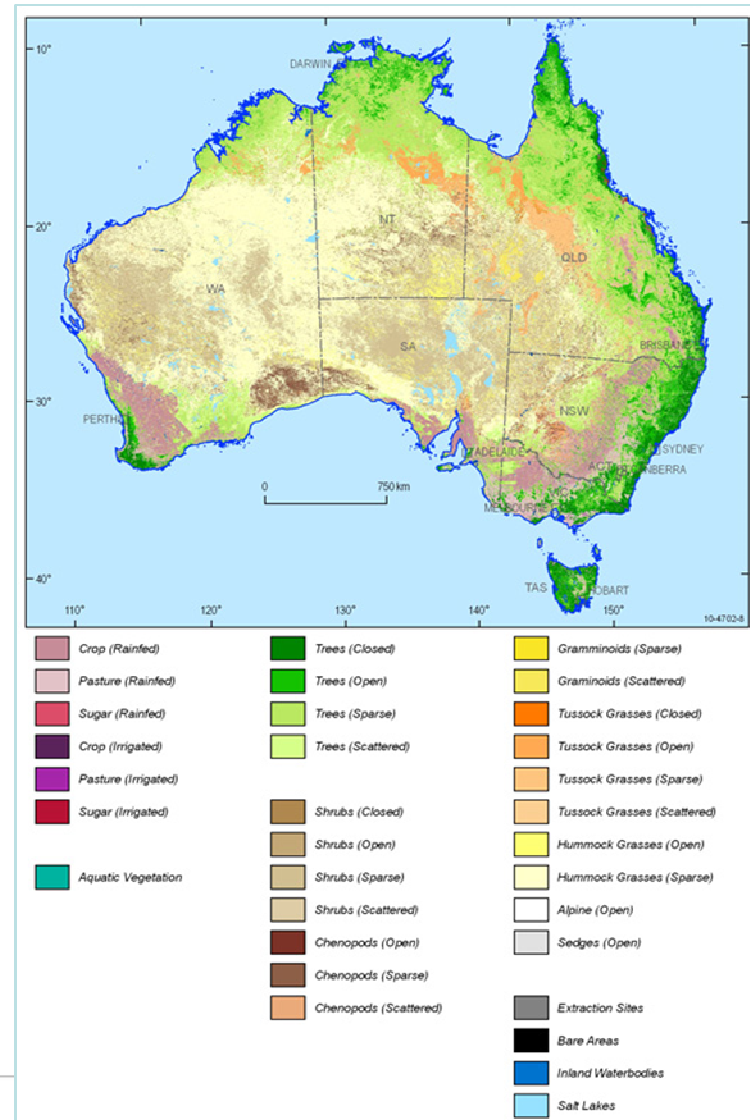 10°
DARWIN
20°
NT
QLD
WA
SA
BRISBANE
30°
NSW
PERTH
SYDNEY
ADELAIDE
ACT
CANBERRA
0 750 km
VIC
MELBOURNE
40°
TAS
HOBART
110° 120° 130° 140° 150°
10-4702-8
Crop (Rainfed)
Pasture (Rainfed)
Sugar (Rainfed)
Crop (Irrigated)
Pasture (Irrigated)
Sugar (Irrigated)
Aquatic Vegetation
Trees (Closed)
Trees (Open)
Trees (Sparse)
Trees (Scattered)
Shrubs (Closed)
Shrubs (Open)
Shrubs (Sparse)
Shrubs (Scattered)
Chenopods (Open)
Chenopods (Sparse)
Chenopods (Scattered)
Gramminoids (Sparse)
Graminoids (Scattered)
Tussock Grasses (Closed)
Tussock Grasses (Open)
Tussock Grasses (Sparse)
Tussock Grasses (Scattered)
Hummock Grasses (Open)
Hummock Grasses (Sparse)
Alpine (Open)
Sedges (Open)
Extraction Sites
Bare Areas
Inland Waterbodies
Salt Lakes